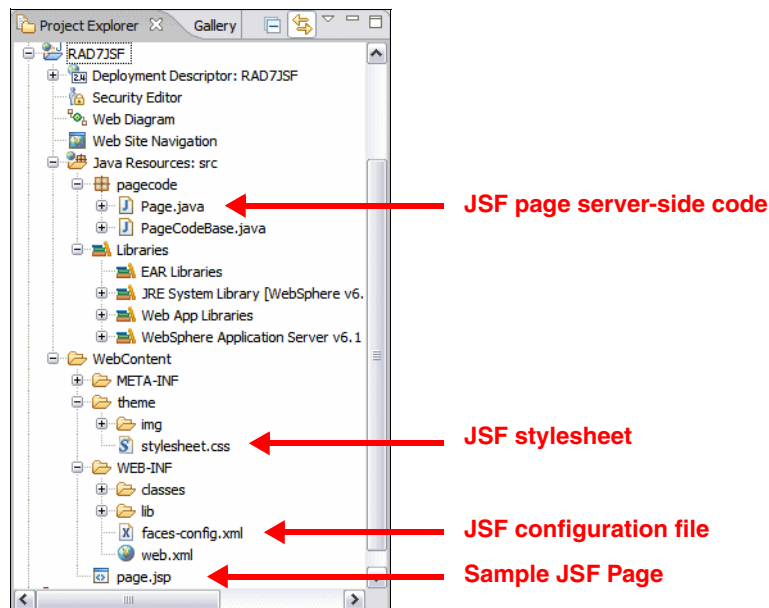 Project Explorer Gallery
RAD7JSF
2.4 Deployment Descriptor: RAD7JSF
Security Editor
Web Diagram
Web Site Navigation
Java Resources: src
pagecode
J Page.java
JSF page server-side code
J PageCodeBase.java
Libraries
EAR Libraries
JRE System Library [WebSphere v6.
Web App Libraries
WebSphere Application Server v6.1
WebContent
META-INF
theme
img
S stylesheet.css
JSF stylesheet
WEB-INF
classes
lib
X faces-config.xml
JSF configuration file
web.xml
page.jsp
Sample JSF Page